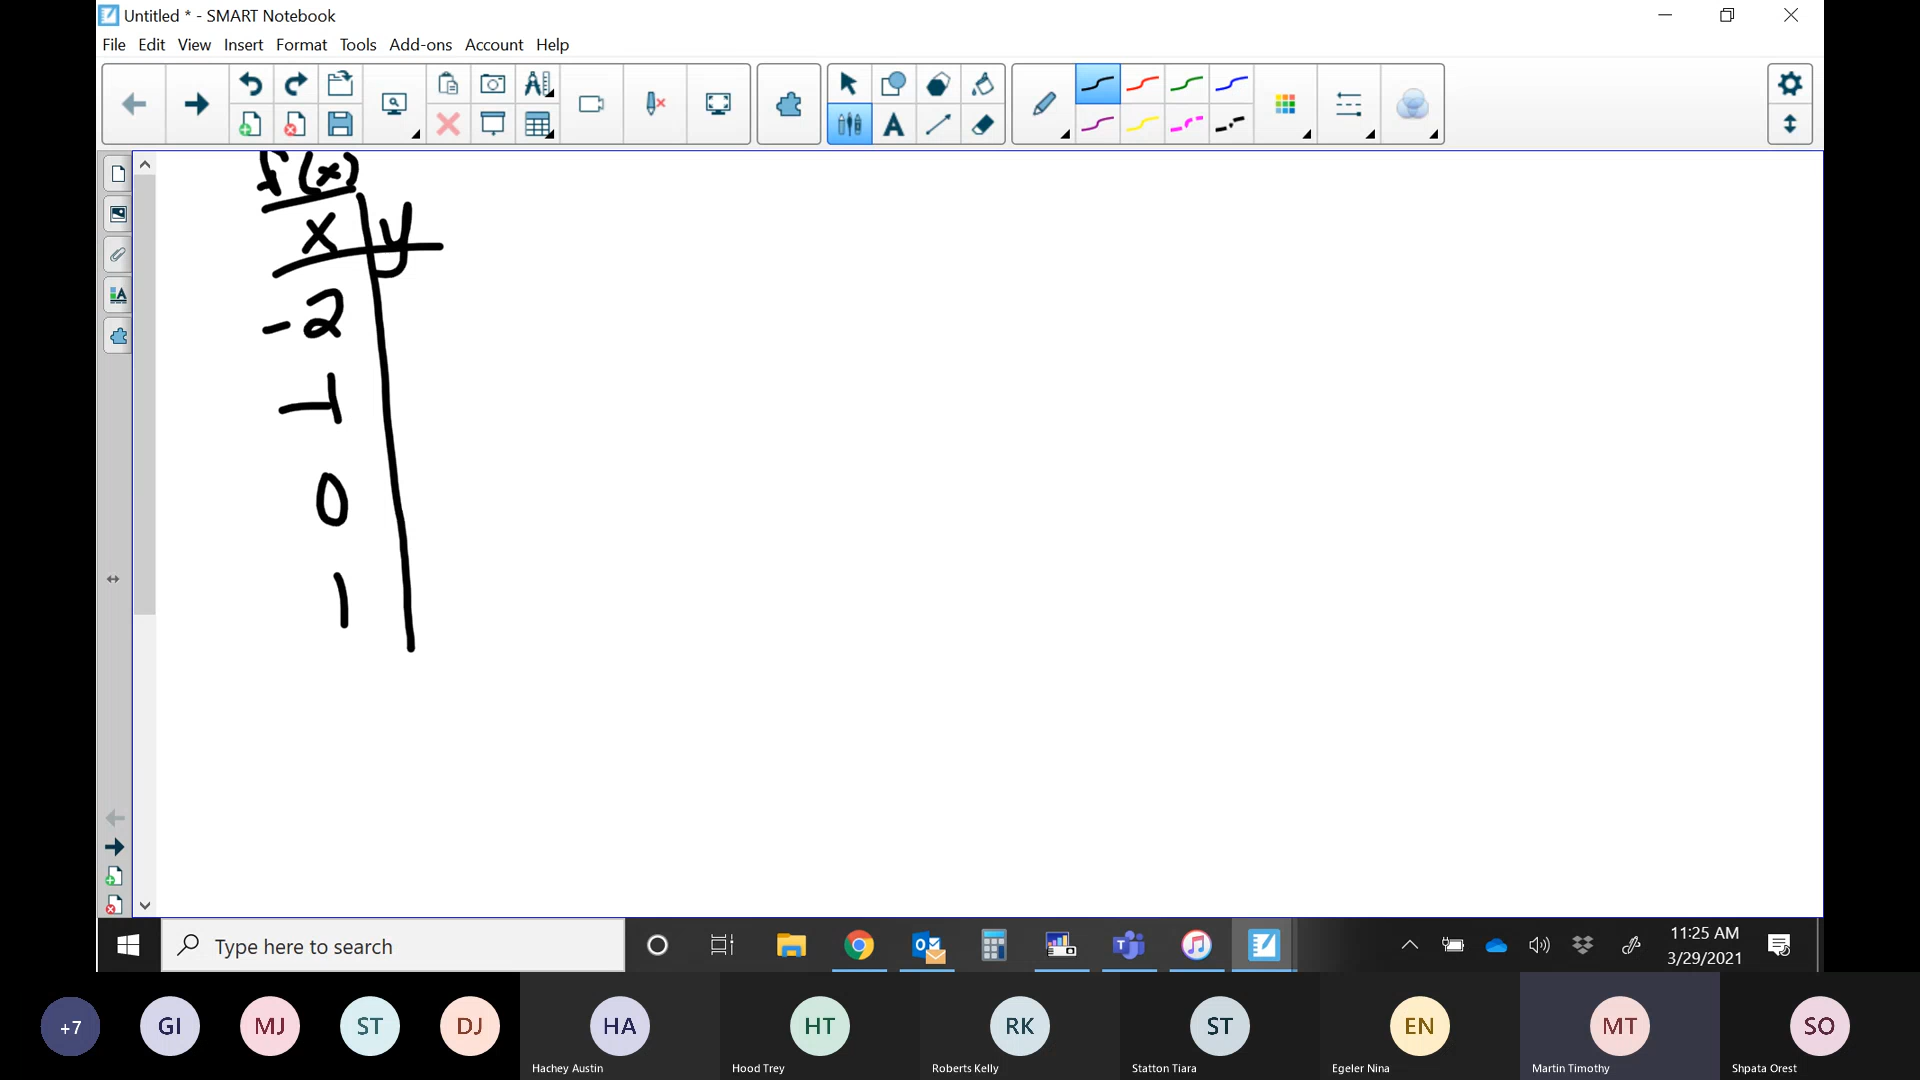 Untitled * - SMART Notebook
File Edit View Insert Format Tools Add-ons Account Help
f(x)
x y
-2
-1
0
1
Type here to search
11:25 AM
3/29/2021
+7 GI MJ ST DJ HA HT RK ST EN MT SO
Hachey Austin Hood Trey Roberts Kelly Statton Tiara Egeler Nina Martin Timothy Shpata Orest